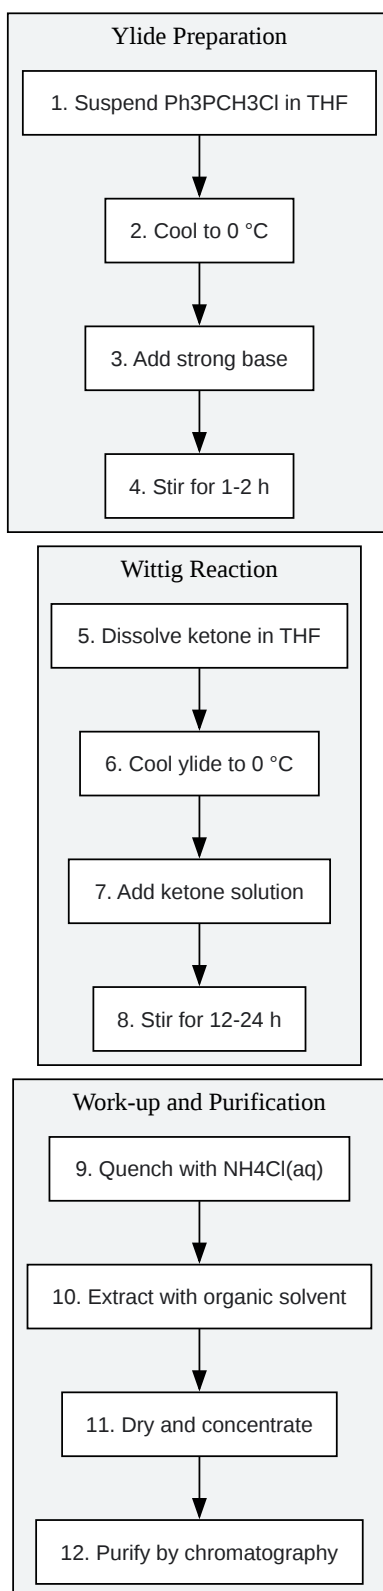 Ylide Preparation
1. Suspend Ph3PCH3Cl in THF
2. Cool to 0 °C
3. Add strong base
4. Stir for 1-2 h
Wittig Reaction
5. Dissolve ketone in THF
6. Cool ylide to 0 °C
7. Add ketone solution
8. Stir for 12-24 h
Work-up and Purification
9. Quench with NH4Cl(aq)
10. Extract with organic solvent
11. Dry and concentrate
12. Purify by chromatography